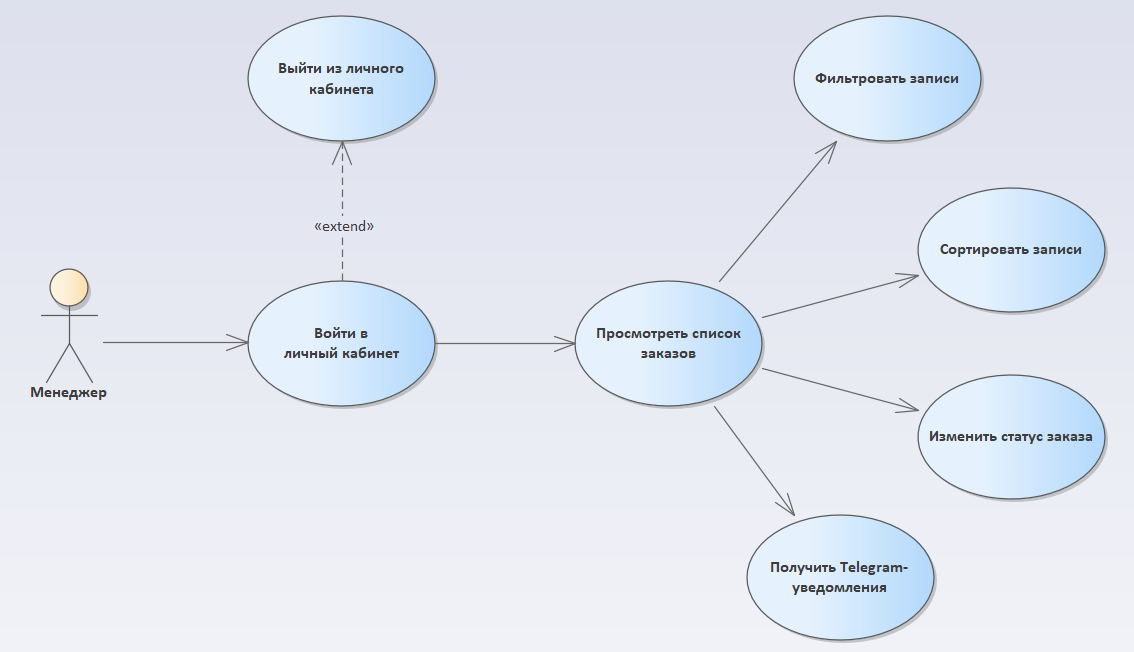 Выйти из личного
кабинета
Фильтровать записи
«extend»
Сортировать записи
Менеджер
Войти в
личный кабинет
Просмотреть список
заказов
Изменить статус заказа
Получить Telegram-
уведомления